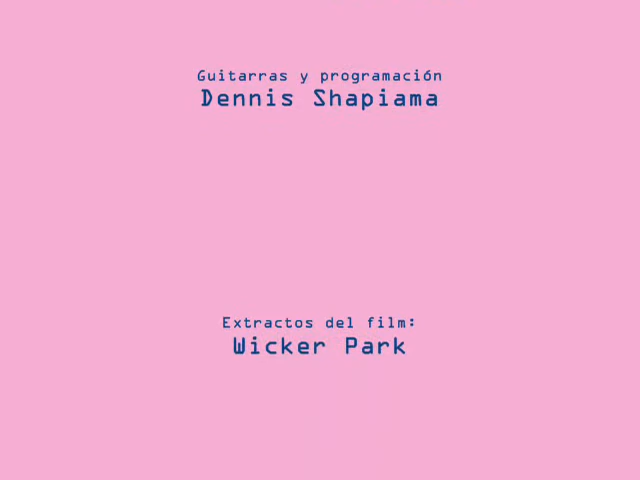 Guitarras y programación
Dennis Shapiama
Extractos del film:
Wicker Park